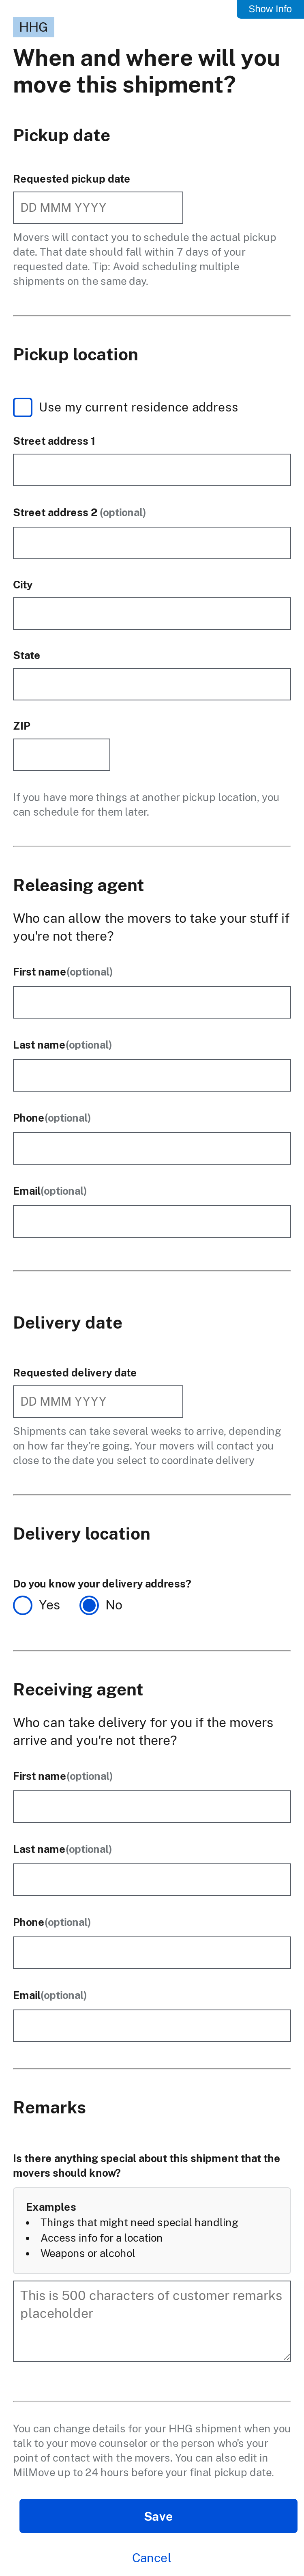 Show Info
HHG
When and where will you
move this shipment?
Pickup date
Requested pickup date
DD MMM YYYY
Movers will contact you to schedule the actual pickup
date. That date should fall within 7 days of your
requested date. Tip: Avoid scheduling multiple
shipments on the same day.
Pickup location
Use my current residence address
Street address 1
Street address 2 (optional)
City
State
ZIP
If you have more things at another pickup location, you
can schedule for them later.
Releasing agent
Who can allow the movers to take your stuff if
you're not there?
First name(optional)
Last name(optional)
Phone(optional)
Email(optional)
Delivery date
Requested delivery date
DD MMM YYYY
Shipments can take several weeks to arrive, depending
on how far they're going. Your movers will contact you
close to the date you select to coordinate delivery
Delivery location
Do you know your delivery address?
Yes No
Receiving agent
Who can take delivery for you if the movers
arrive and you're not there?
First name(optional)
Last name(optional)
Phone(optional)
Email(optional)
Remarks
Is there anything special about this shipment that the
movers should know?
Examples
• Things that might need special handling
• Access info for a location
• Weapons or alcohol
This is 500 characters of customer remarks
placeholder
You can change details for your HHG shipment when you
talk to your move counselor or the person who's your
point of contact with the movers. You can also edit in
MilMove up to 24 hours before your final pickup date.
Save
Cancel